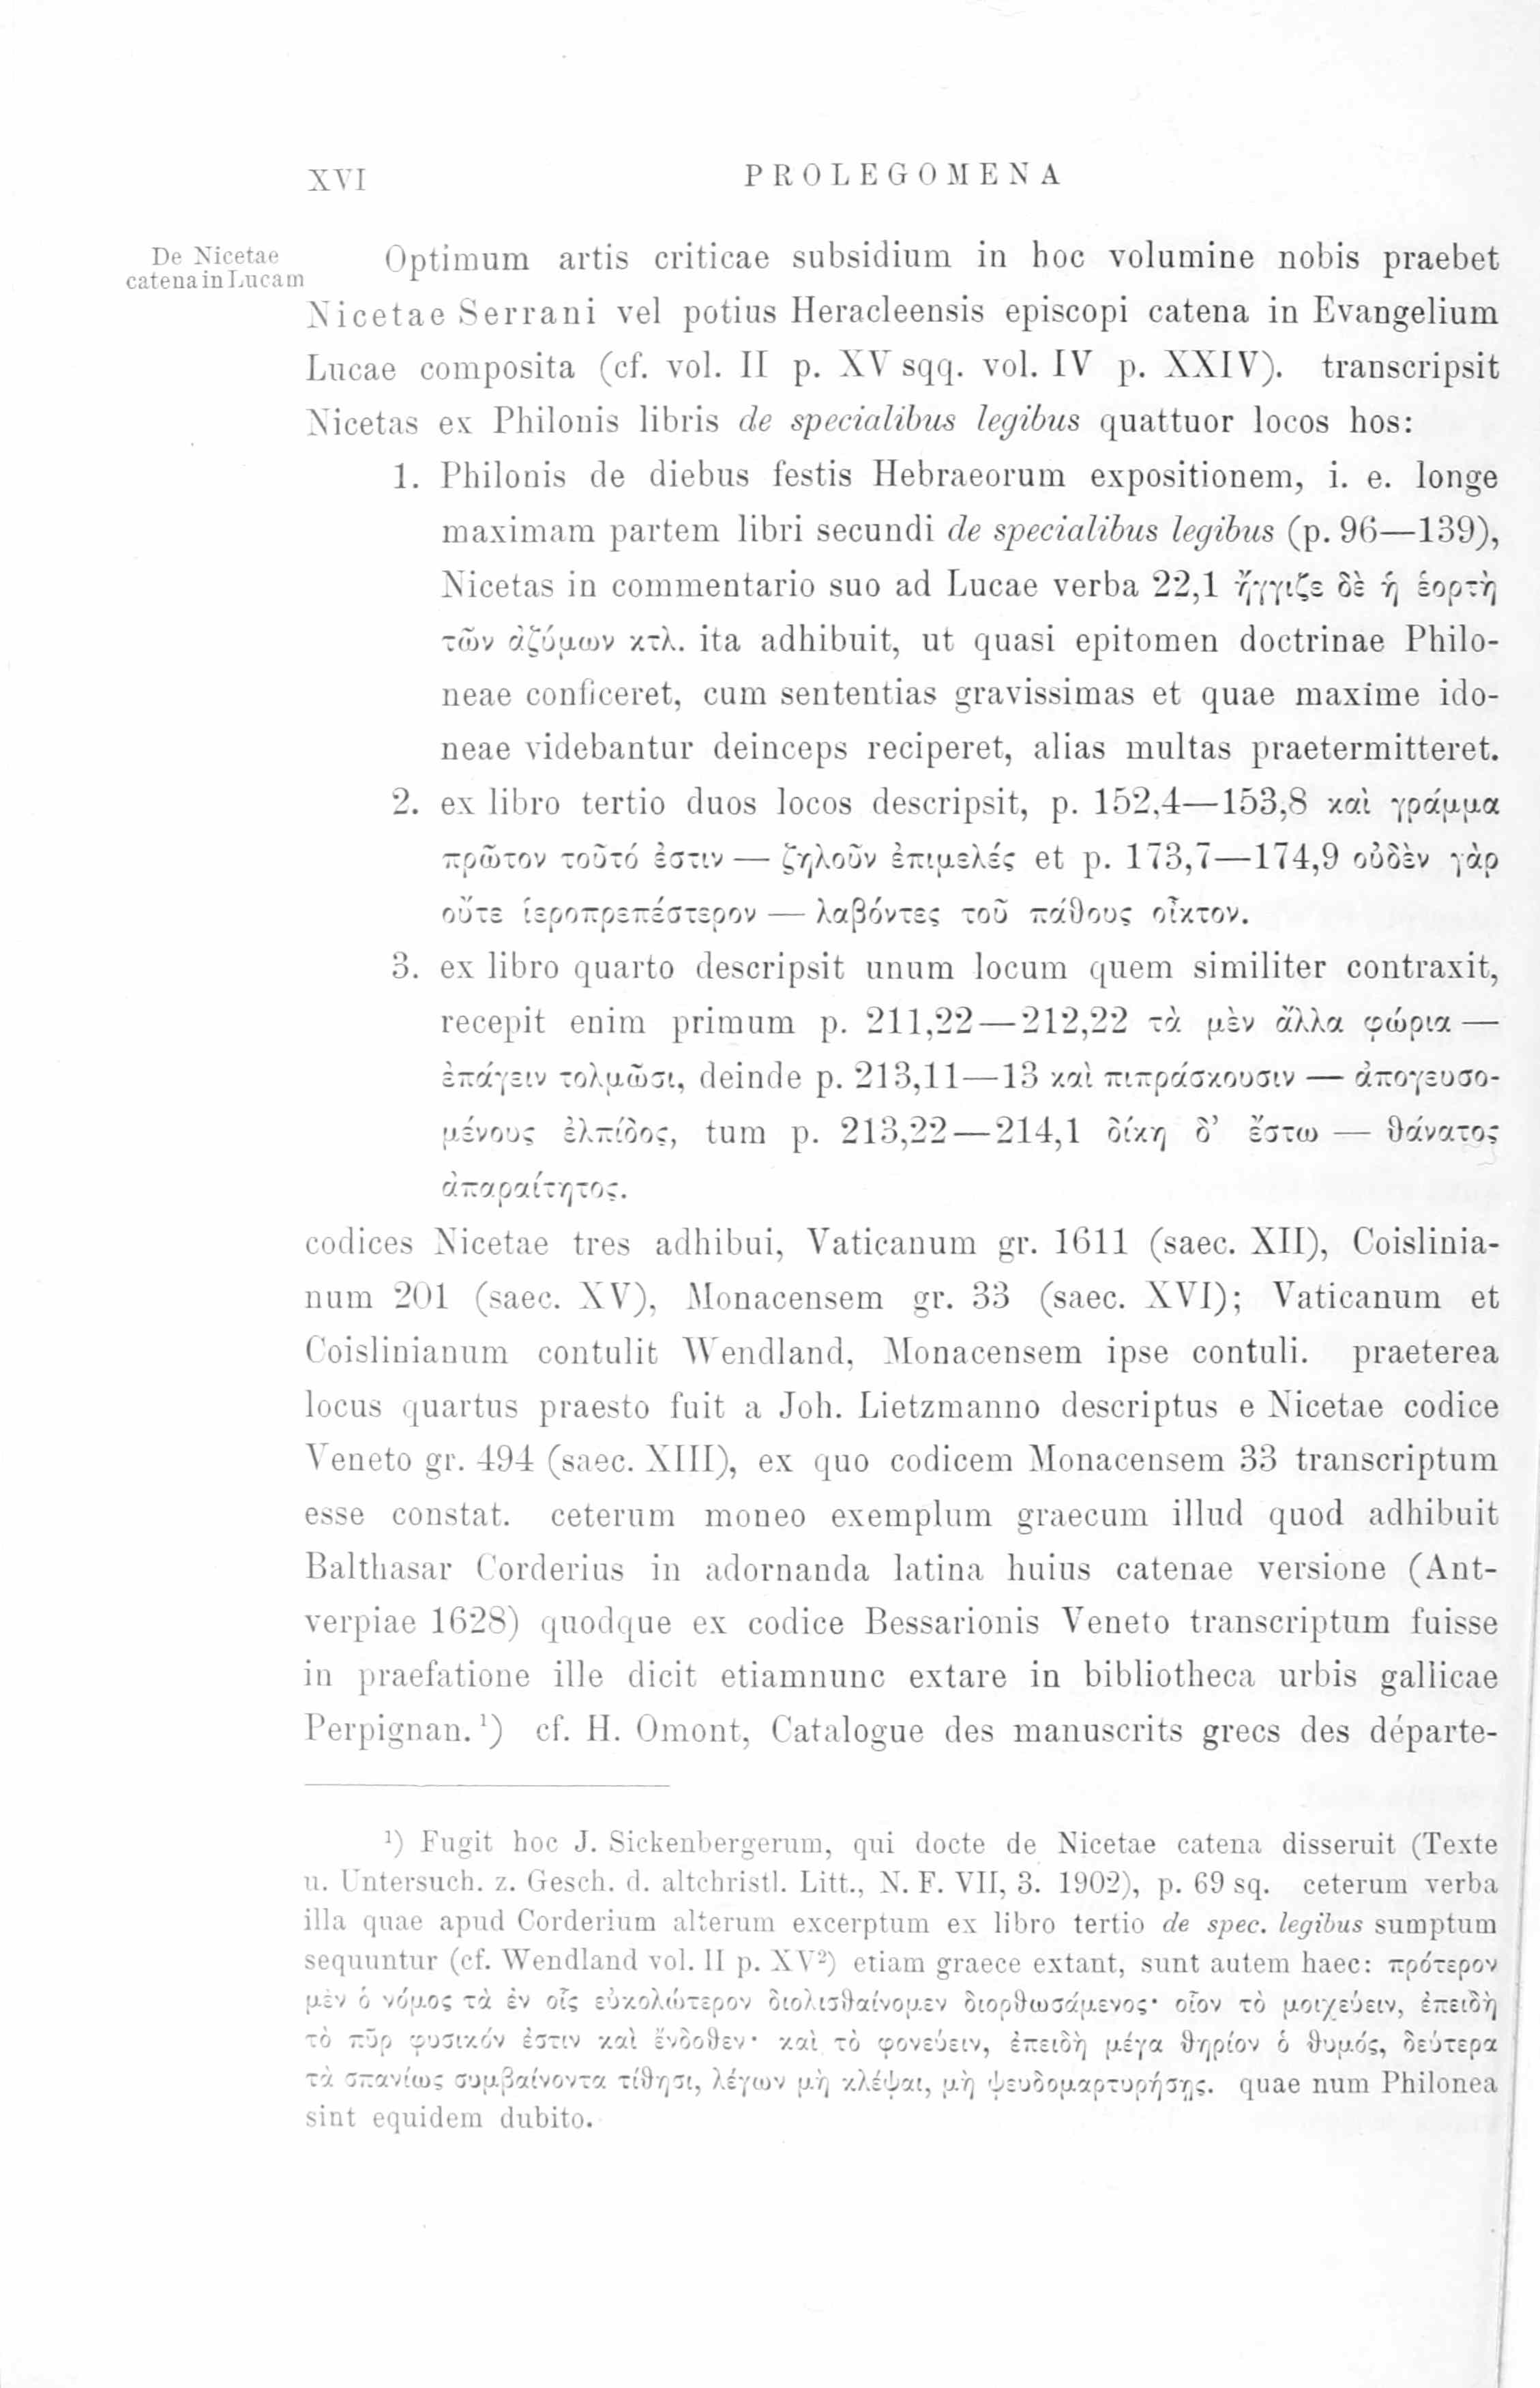 XVI PROLEGOMENA
De Nicetae
catena in Lucam
Optimum artis criticae subsidium in hoc volumine nobis praebet
Nicetae Serrani vel potius Heracleensis episcopi catena in Evangelium
Lucae composita (cf. vol. II p. XV sqq. vol. IV p. XXIV). transcripsit
Nicetas ex Philonis libris de specialibus legibus quattuor locos hos:
1. Philonis de diebus festis Hebraeorum expositionem, i. e. longe
maximam partem libri secundi de specialibus legibus (p. 96—139),
Nicetas in commentario suo ad Lucae verba 22,1 ἤγγιζε δὲ ἡ ἑορτὴ
τῶν ἀζύμων κτλ. ita adhibuit, ut quasi epitomen doctrinae Philo-
neae conficeret, cum sententias gravissimas et quae maxime ido-
neae videbantur deinceps reciperet, alias multas praetermitteret.
2. ex libro tertio duos locos descripsit, p. 152,4—153,8 καὶ γράμμα
πρῶτον τοῦτό ἐστιν — ζηλοῦν ἐπιμελές et p. 173,7—174,9 οὐδὲν γὰρ
οὔτε ἱεροπρεπέστερον — λαβόντες τοῦ πάθους οἶκτον.
3. ex libro quarto descripsit unum locum quem similiter contraxit,
recepit enim primum p. 211,22—212,22 τὰ μὲν ἄλλα φώρια —
ἐπάγειν τολμῶσι, deinde p. 213,11—13 καὶ πιπράσκουσιν — ἀπογευσο-
μένους ἐλπίδος, tum p. 213,22—214,1 δίκη δ’ ἔστω — θάνατος
ἀπαραίτητος.
codices Nicetae tres adhibui, Vaticanum gr. 1611 (saec. XII), Coislinia-
num 201 (saec. XV), Monacensem gr. 33 (saec. XVI); Vaticanum et
Coislinianum contulit Wendland, Monacensem ipse contuli. praeterea
locus quartus praesto fuit a Joh. Lietzmanno descriptus e Nicetae codice
Veneto gr. 494 (saec. XIII), ex quo codicem Monacensem 33 transcriptum
esse constat. ceterum moneo exemplum graecum illud quod adhibuit
Balthasar Corderius in adornanda latina huius catenae versione (Ant-
verpiae 1628) quodque ex codice Bessarionis Veneto transcriptum fuisse
in praefatione ille dicit etiamnunc extare in bibliotheca urbis gallicae
Perpignan.¹) cf. H. Omont, Catalogue des manuscrits grecs des départe-
¹) Fugit hoc J. Sickenbergerum, qui docte de Nicetae catena disseruit (Texte
u. Untersuch. z. Gesch. d. altchristl. Litt., N. F. VII, 3. 1902), p. 69 sq. ceterum verba
illa quae apud Corderium alterum excerptum ex libro tertio de spec. legibus sumptum
sequuntur (cf. Wendland vol. II p. XV²) etiam graece extant, sunt autem haec: πρότερον
μὲν ὁ νόμος τὰ ἐν οἷς εὐκολώτερον διολισθαίνομεν διορθωσάμενος· οἷον τὸ μοιχεύειν, ἐπειδὴ
τὸ πῦρ φυσικόν ἐστιν καὶ ἔνδοθεν· καὶ τὸ φονεύειν, ἐπειδὴ μέγα θηρίον ὁ θυμός, δεύτερα
τὰ σπανίως συμβαίνοντα τίθησι, λέγων μὴ κλέψαι, μὴ ψευδομαρτυρήσῃς. quae num Philonea
sint equidem dubito.